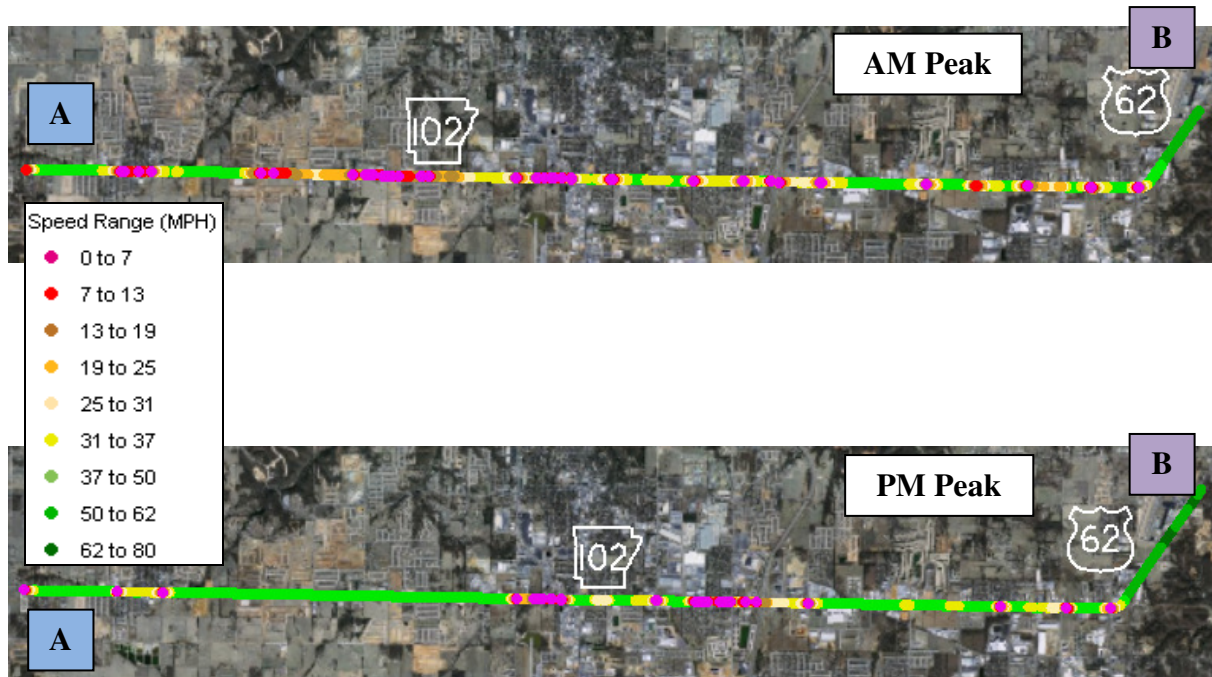 B
AM Peak
A
102
62
Speed Range (MPH)
0 to 7
7 to 13
13 to 19
19 to 25
25 to 31
31 to 37
37 to 50
50 to 62
62 to 80
B
PM Peak
102
62
A